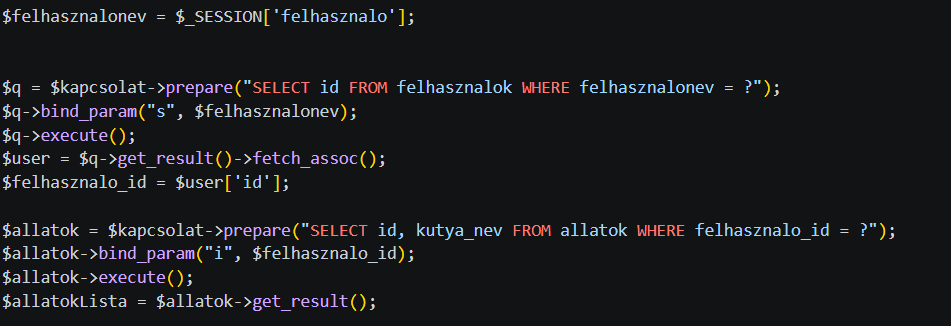 $felhasznalonev = $_SESSION['felhasznalo'];
$q = $kapcsolat->prepare("SELECT id FROM felhasznalok WHERE felhasznalonev = ?");
$q->bind_param("s", $felhasznalonev);
$q->execute();
$user = $q->get_result()->fetch_assoc();
$felhasznalo_id = $user['id'];
$allatok = $kapcsolat->prepare("SELECT id, kutya_nev FROM allatok WHERE felhasznalo_id = ?");
$allatok->bind_param("i", $felhasznalo_id);
$allatok->execute();
$allatokLista = $allatok->get_result();